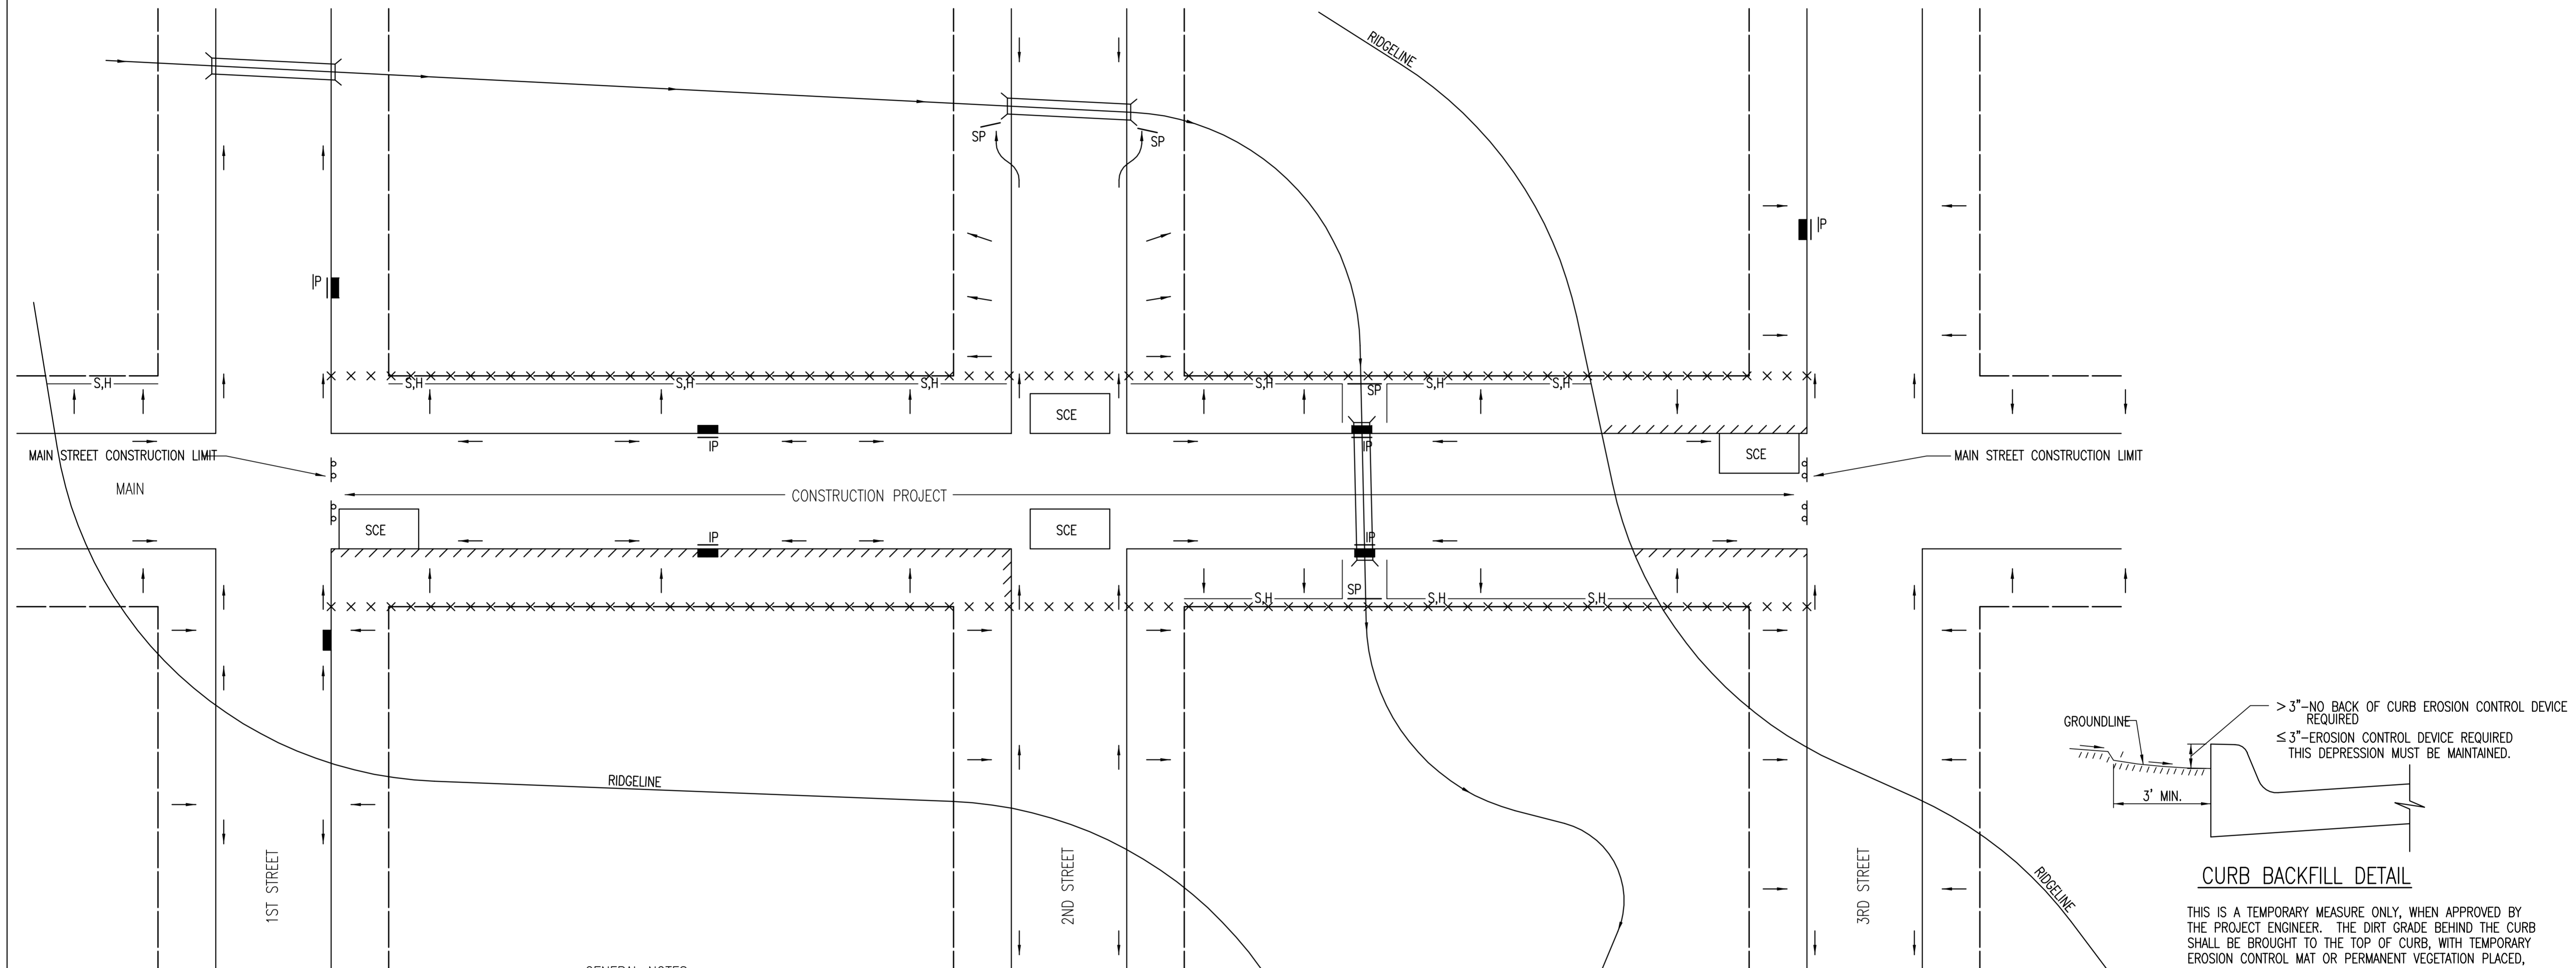 RIDGELINE
SP
SP
IP
IP
S,H
S,H
S,H
S,H
S,H
SP
S,H
S,H
SCE
IP
IP
SCE
MAIN STREET CONSTRUCTION LIMIT
MAIN STREET CONSTRUCTION LIMIT
MAIN
CONSTRUCTION PROJECT
SCE
SCE
IP
IP
SP
S,H
S,H
S,H
RIDGELINE
1ST STREET
2ND STREET
3RD STREET
RIDGELINE
GROUNDLINE
>3"-NO BACK OF CURB EROSION CONTROL DEVICE
REQUIRED
≤3"-EROSION CONTROL DEVICE REQUIRED
THIS DEPRESSION MUST BE MAINTAINED.
3' MIN.
CURB BACKFILL DETAIL
THIS IS A TEMPORARY MEASURE ONLY, WHEN APPROVED BY
THE PROJECT ENGINEER. THE DIRT GRADE BEHIND THE CURB
SHALL BE BROUGHT TO THE TOP OF CURB, WITH TEMPORARY
EROSION CONTROL MAT OR PERMANENT VEGETATION PLACED,
GENERAL NOTES